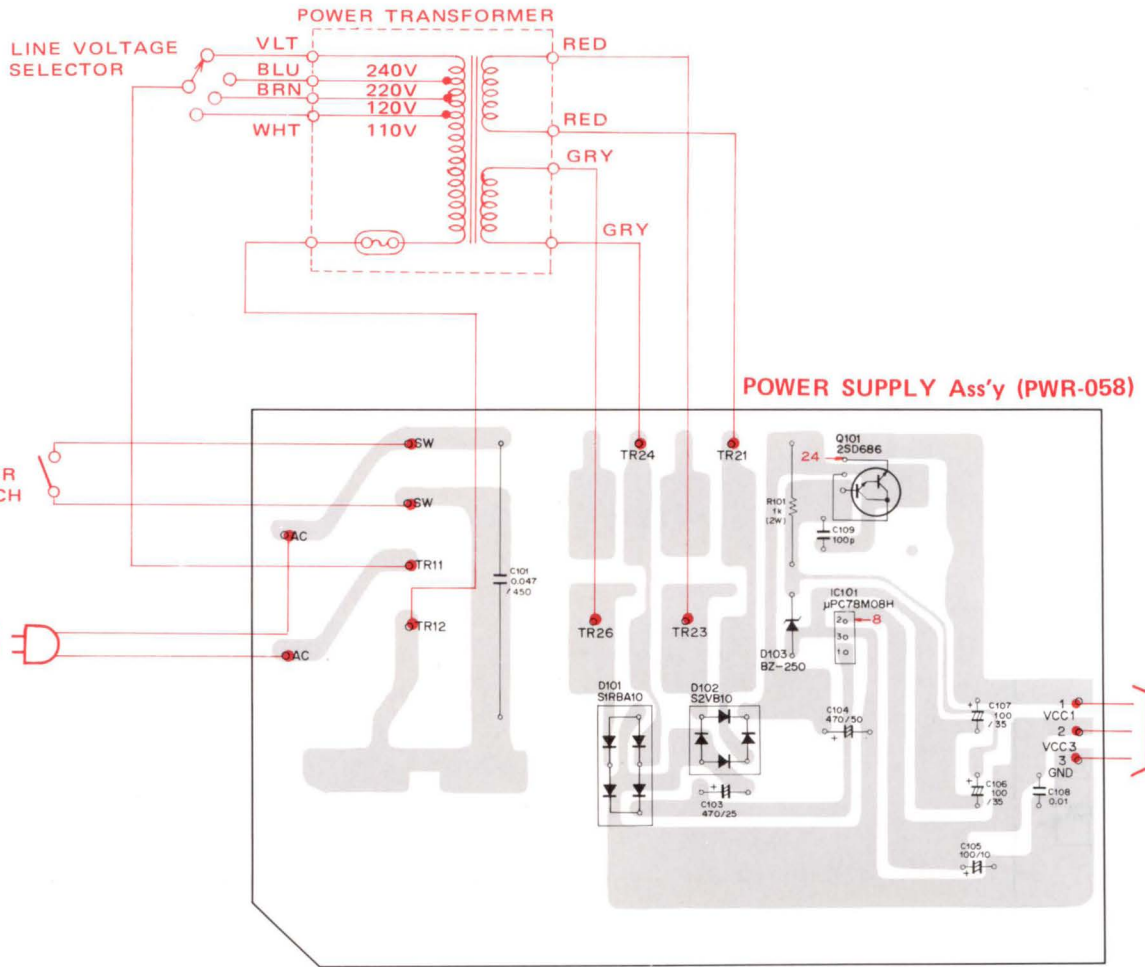 POWER TRANSFORMER
LINE VOLTAGE
SELECTOR
VLT
RED
BLU
240V
BRN
220V
120V
WHT
110V
RED
GRY
GRY
POWER SUPPLY Ass'y (PWR-058)
R
CH
SW
SW
AC
TR11
TR12
AC
C101
0.047
/450
TR24
TR21
TR26
TR23
Q101
2SD686
24
R101
1k
(2W)
C109
100p
IC101
μPC78M08H
2
8
3
1
D103
BZ-250
D101
S1RBA10
D102
S2VB10
C104
470/50
+
C103
470/25
+
C107
100
/35
+
C106
100
/35
+
C108
0.01
C105
100/10
+
1
VCC1
2
VCC3
3
GND